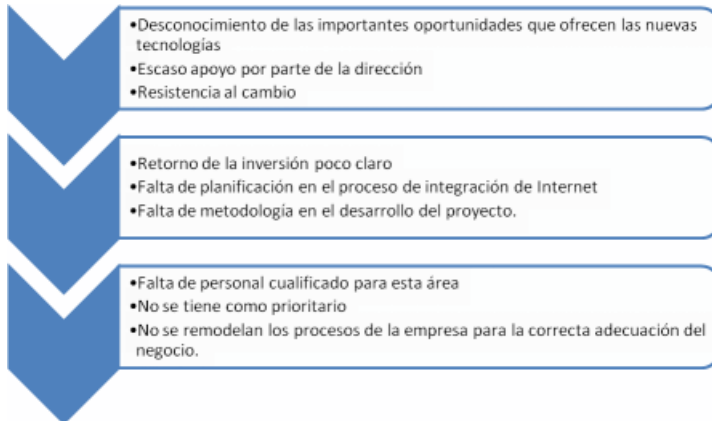 •Desconocimiento de las importantes oportunidades que ofrecen las nuevas
tecnologías
•Escaso apoyo por parte de la dirección
•Resistencia al cambio
•Retorno de la inversión poco claro
•Falta de planificación en el proceso de integración de Internet
•Falta de metodología en el desarrollo del proyecto.
•Falta de personal cualificado para esta área
•No se tiene como prioritario
•No se remodelan los procesos de la empresa para la correcta adecuación del
negocio.